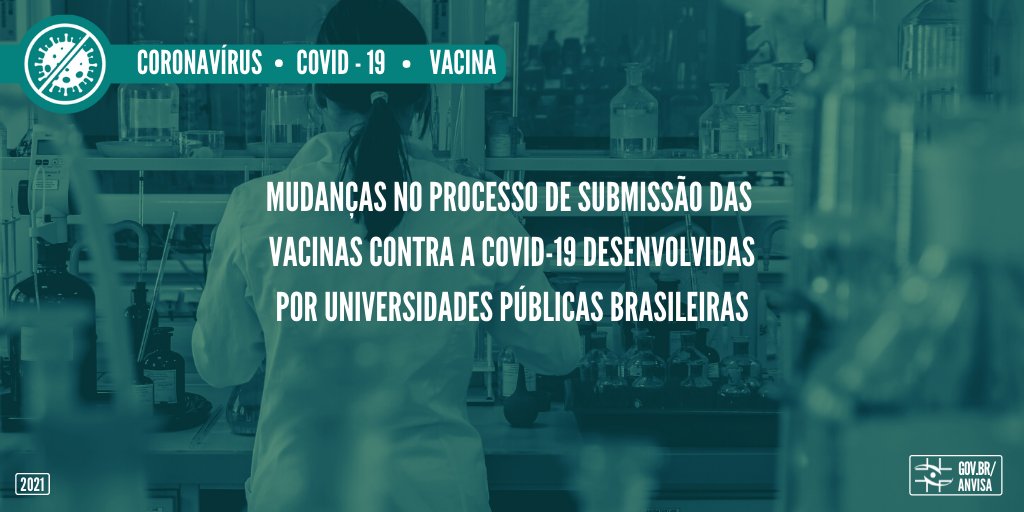 CORONAVÍRUS • COVID - 19 • VACINA
MUDANÇAS NO PROCESSO DE SUBMISSÃO DAS
VACINAS CONTRA A COVID-19 DESENVOLVIDAS
POR UNIVERSIDADES PÚBLICAS BRASILEIRAS
2021
GOV.BR/
ANVISA